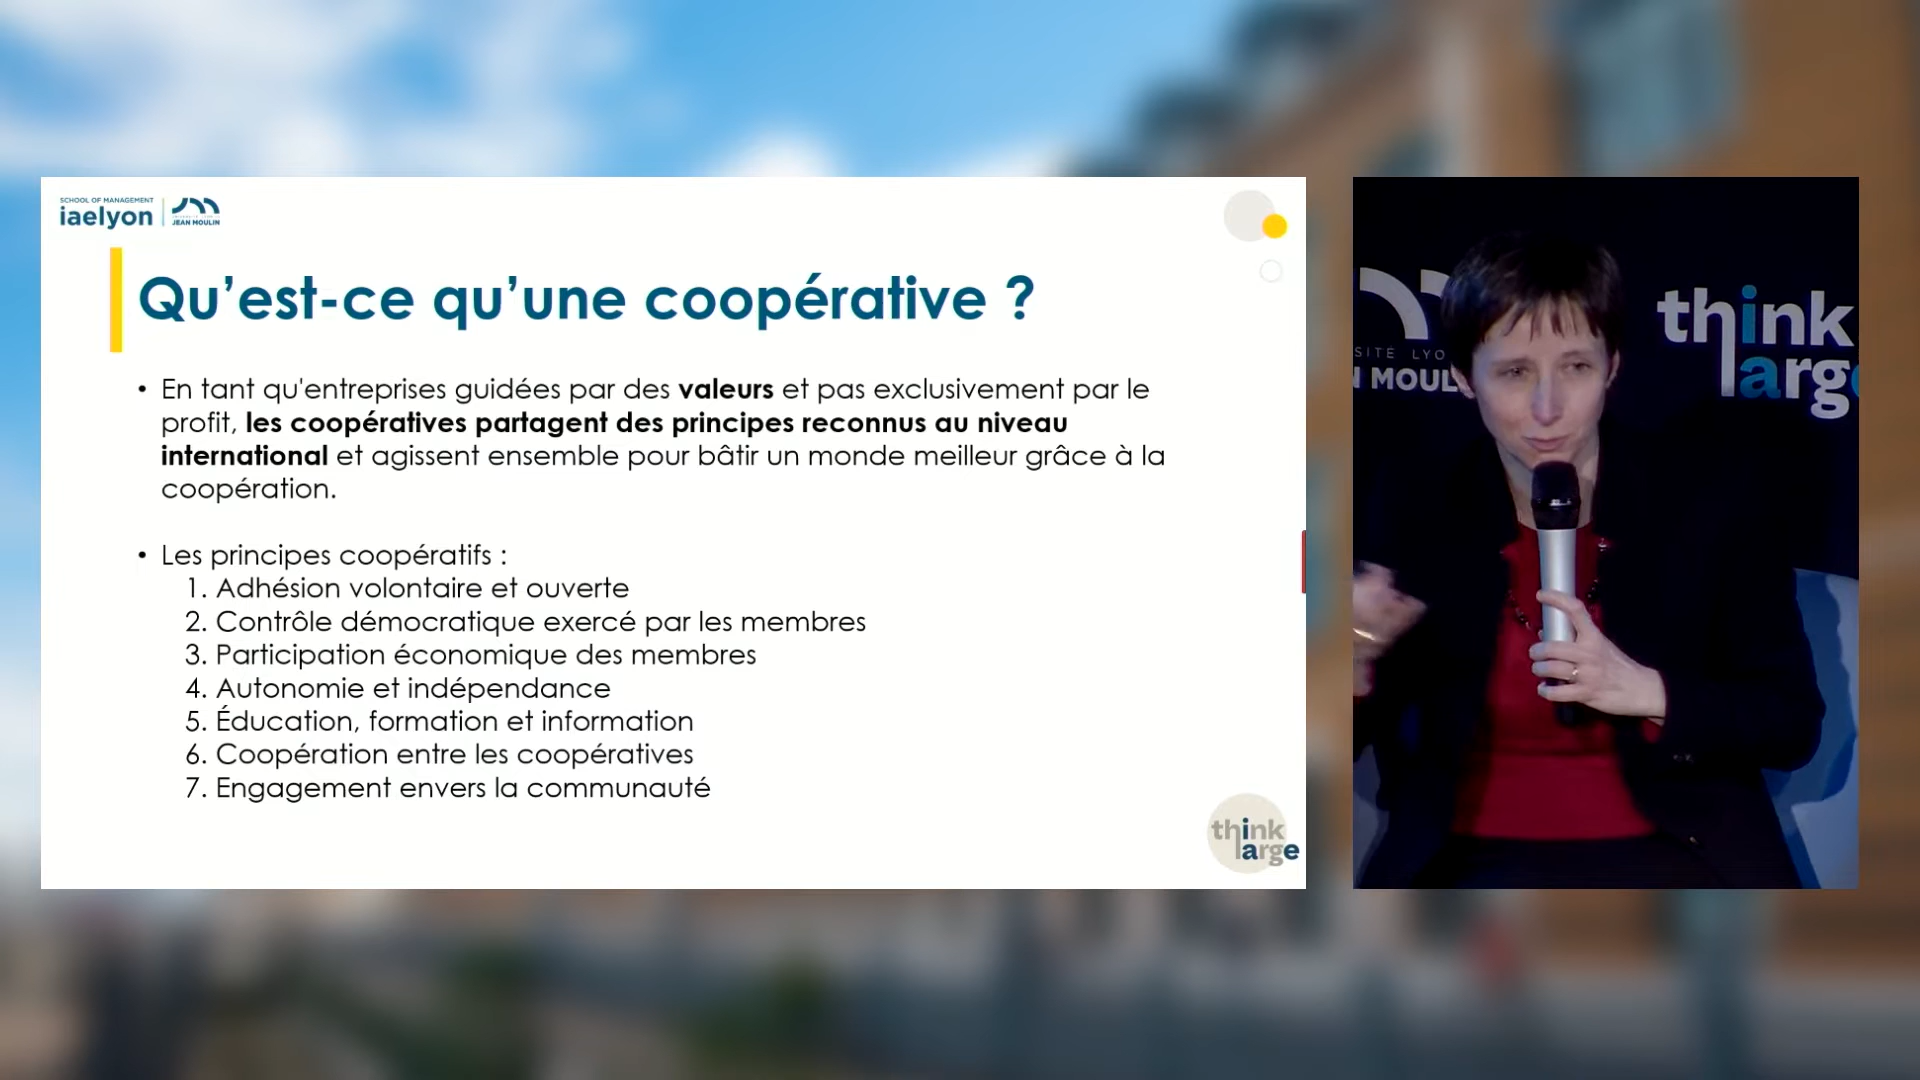 SCHOOL OF MANAGEMENT
iaelyon
JEAN MOULIN
Qu’est-ce qu’une coopérative ?
• En tant qu'entreprises guidées par des valeurs et pas exclusivement par le
profit, les coopératives partagent des principes reconnus au niveau
international et agissent ensemble pour bâtir un monde meilleur grâce à la
coopération.
• Les principes coopératifs :
1. Adhésion volontaire et ouverte
2. Contrôle démocratique exercé par les membres
3. Participation économique des membres
4. Autonomie et indépendance
5. Éducation, formation et information
6. Coopération entre les coopératives
7. Engagement envers la communauté
think
large
SITÉ LYO
N MOUL
think
large